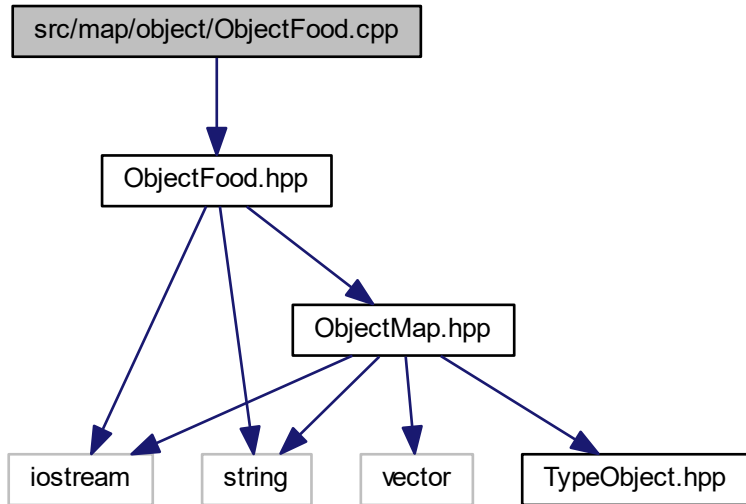 src/map/object/ObjectFood.cpp
ObjectFood.hpp
ObjectMap.hpp
iostream
string
vector
TypeObject.hpp